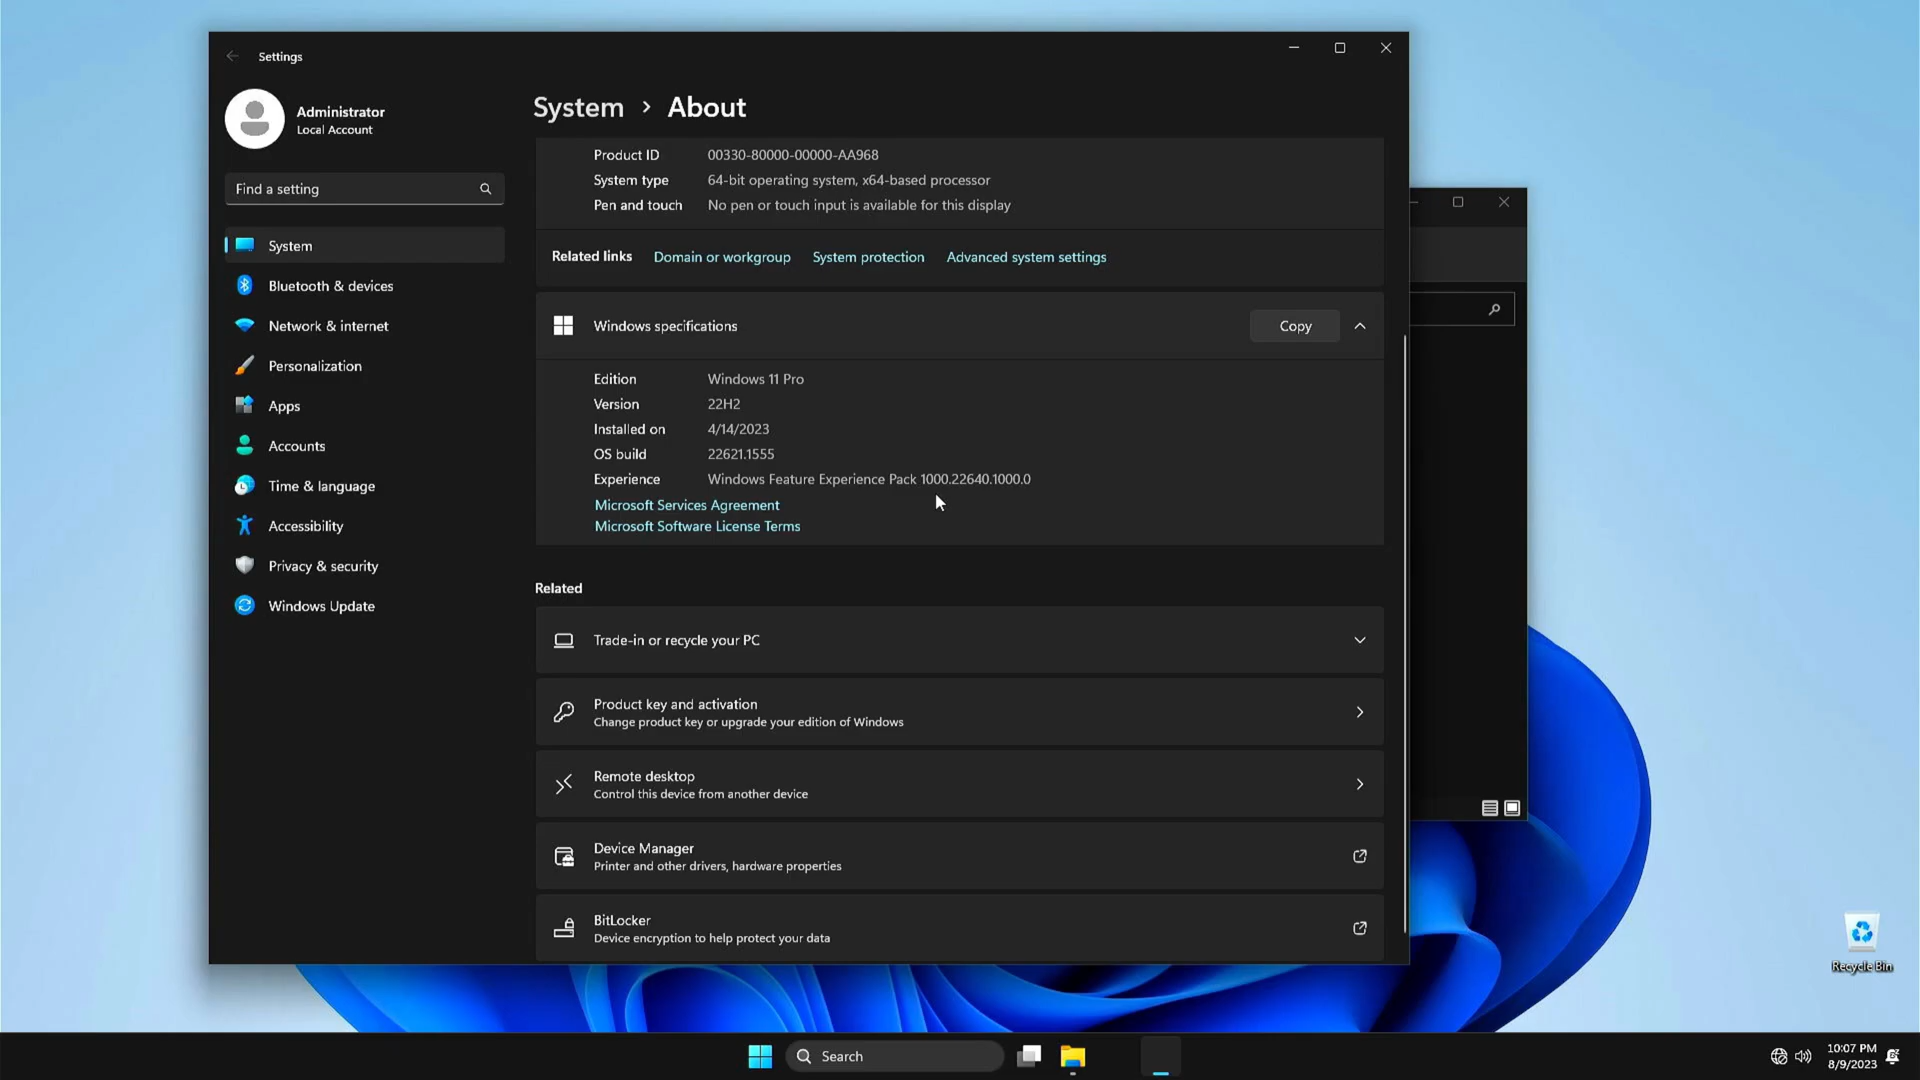 Settings
Administrator
Local Account
Find a setting
System
Bluetooth & devices
Network & internet
Personalization
Apps
Accounts
Time & language
Accessibility
Privacy & security
Windows Update
System > About
Product ID 00330-80000-00000-AA968
System type 64-bit operating system, x64-based processor
Pen and touch No pen or touch input is available for this display
Related links Domain or workgroup System protection Advanced system settings
Windows specifications Copy
Edition Windows 11 Pro
Version 22H2
Installed on 4/14/2023
OS build 22621.1555
Experience Windows Feature Experience Pack 1000.22640.1000.0
Microsoft Services Agreement
Microsoft Software License Terms
Related
Trade-in or recycle your PC
Product key and activation
Change product key or upgrade your edition of Windows
Remote desktop
Control this device from another device
Device Manager
Printer and other drivers, hardware properties
BitLocker
Device encryption to help protect your data
Recycle Bin
Search
10:07 PM
8/9/2023